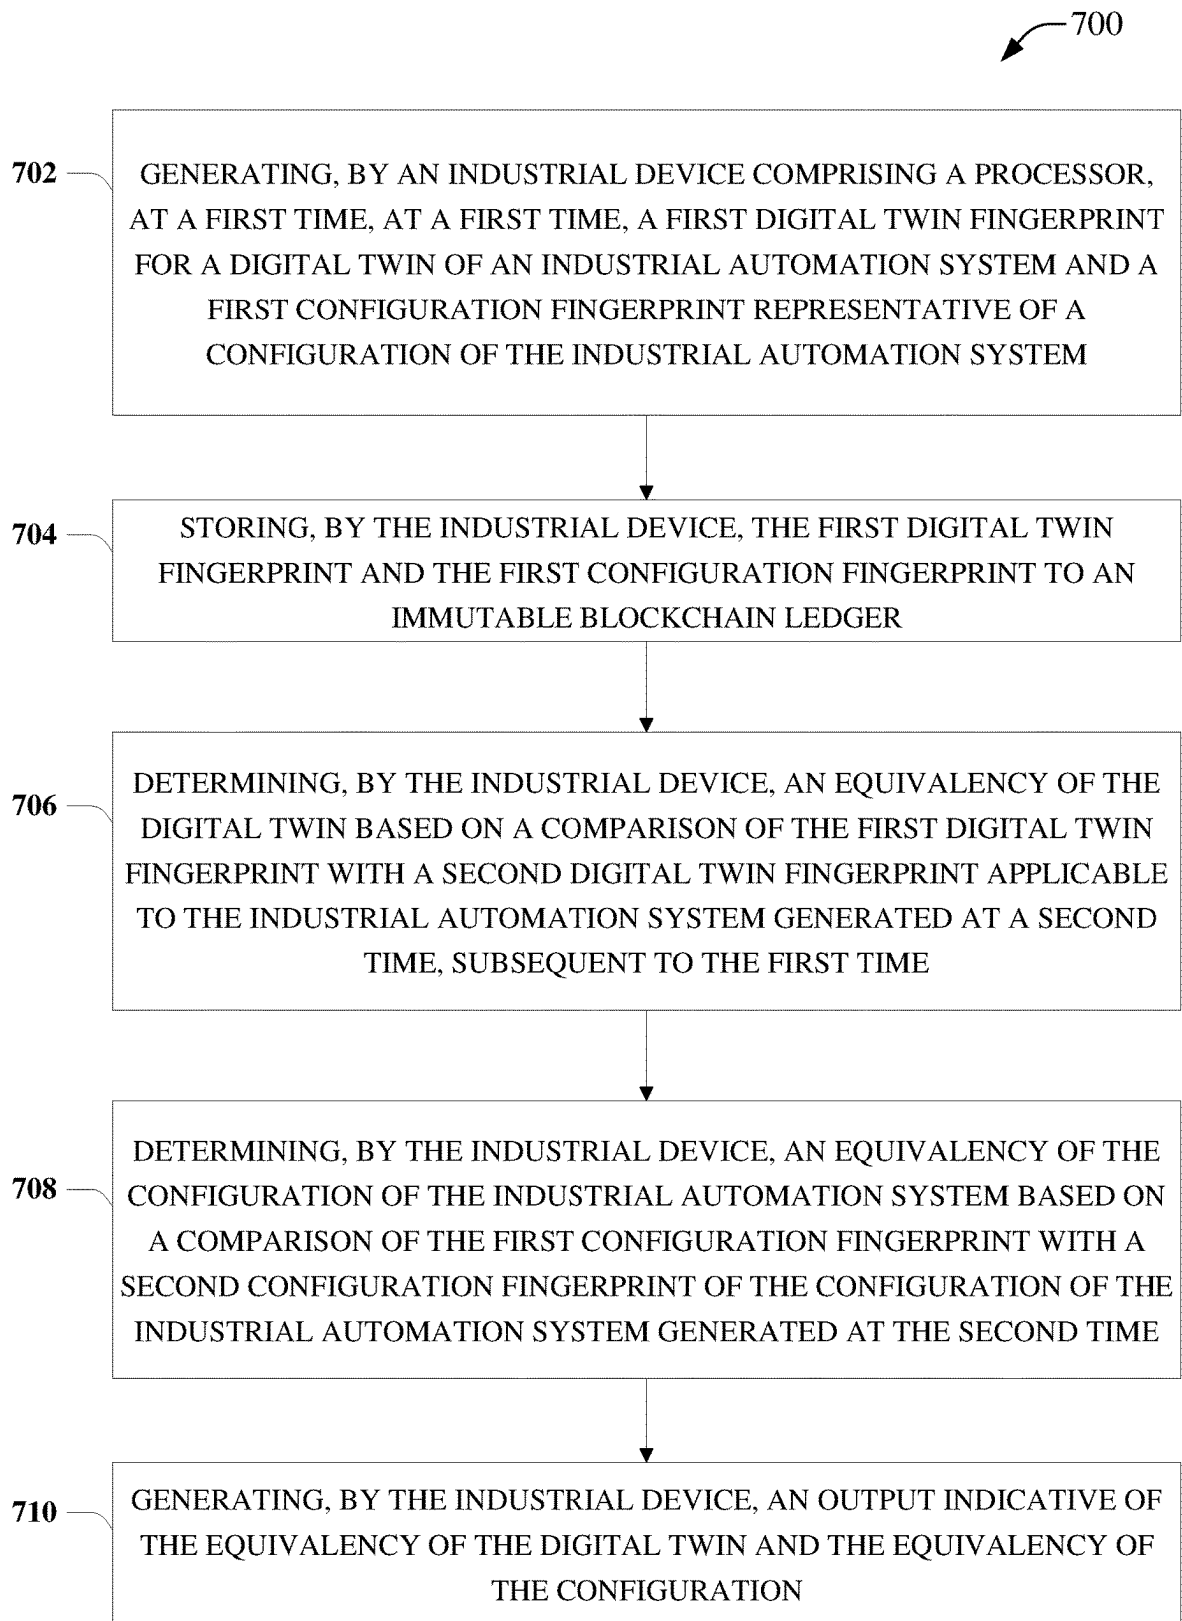 700
702
GENERATING, BY AN INDUSTRIAL DEVICE COMPRISING A PROCESSOR,
AT A FIRST TIME, AT A FIRST TIME, A FIRST DIGITAL TWIN FINGERPRINT
FOR A DIGITAL TWIN OF AN INDUSTRIAL AUTOMATION SYSTEM AND A
FIRST CONFIGURATION FINGERPRINT REPRESENTATIVE OF A
CONFIGURATION OF THE INDUSTRIAL AUTOMATION SYSTEM
704
STORING, BY THE INDUSTRIAL DEVICE, THE FIRST DIGITAL TWIN
FINGERPRINT AND THE FIRST CONFIGURATION FINGERPRINT TO AN
IMMUTABLE BLOCKCHAIN LEDGER
706
DETERMINING, BY THE INDUSTRIAL DEVICE, AN EQUIVALENCY OF THE
DIGITAL TWIN BASED ON A COMPARISON OF THE FIRST DIGITAL TWIN
FINGERPRINT WITH A SECOND DIGITAL TWIN FINGERPRINT APPLICABLE
TO THE INDUSTRIAL AUTOMATION SYSTEM GENERATED AT A SECOND
TIME, SUBSEQUENT TO THE FIRST TIME
708
DETERMINING, BY THE INDUSTRIAL DEVICE, AN EQUIVALENCY OF THE
CONFIGURATION OF THE INDUSTRIAL AUTOMATION SYSTEM BASED ON
A COMPARISON OF THE FIRST CONFIGURATION FINGERPRINT WITH A
SECOND CONFIGURATION FINGERPRINT OF THE CONFIGURATION OF THE
INDUSTRIAL AUTOMATION SYSTEM GENERATED AT THE SECOND TIME
710
GENERATING, BY THE INDUSTRIAL DEVICE, AN OUTPUT INDICATIVE OF
THE EQUIVALENCY OF THE DIGITAL TWIN AND THE EQUIVALENCY OF
THE CONFIGURATION